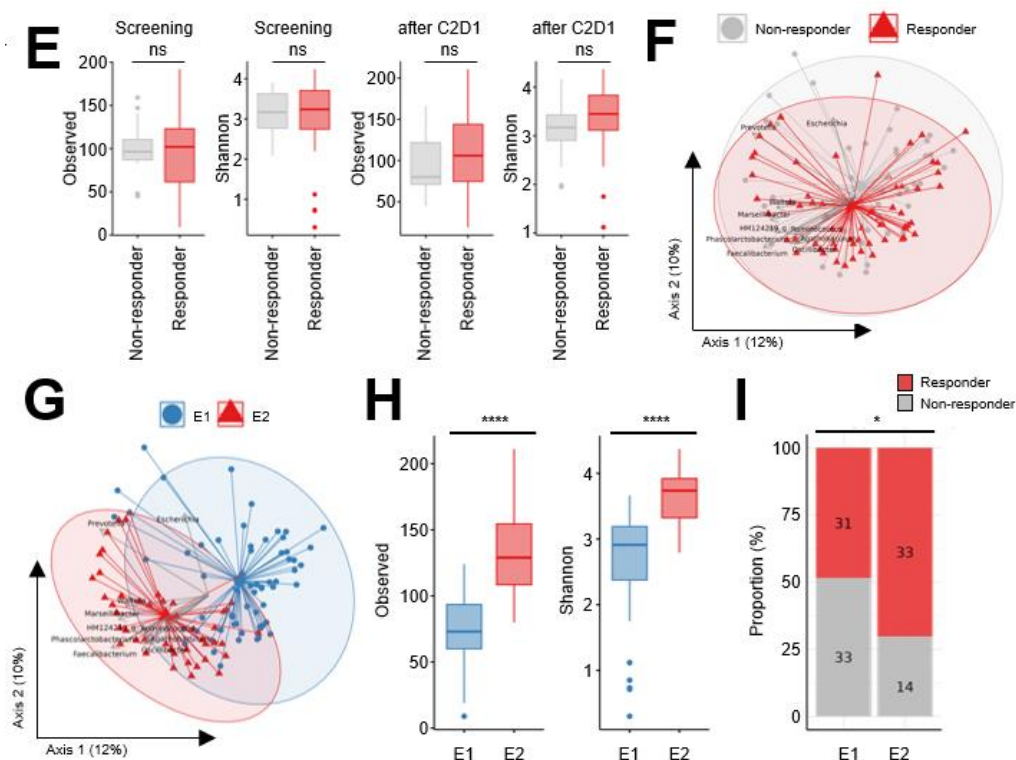 E
Screening
ns
Observed
200
150
100
50
0
Non-responder
Responder
Screening
ns
Shannon
4
3
2
1
Non-responder
Responder
after C2D1
ns
Observed
200
150
100
50
Non-responder
Responder
after C2D1
ns
Shannon
4
3
2
1
Non-responder
Responder
F
Non-responder
Responder
Escherichia
Prevotella
Marseillibacter
HM124219_g
Phascolarctobacterium
Faecalibacterium
Axis 2 (10%)
Axis 1 (12%)
G
E1
E2
Escherichia
Prevotella
Marseillibacter
Phascolarctobacterium
Faecalibacterium
Axis 2 (10%)
Axis 1 (12%)
H
****
Observed
200
150
100
50
0
E1
E2
****
Shannon
4
3
2
1
E1
E2
I
Responder
Non-responder
*
Proportion (%)
100
75
50
25
0
31
33
33
14
E1
E2